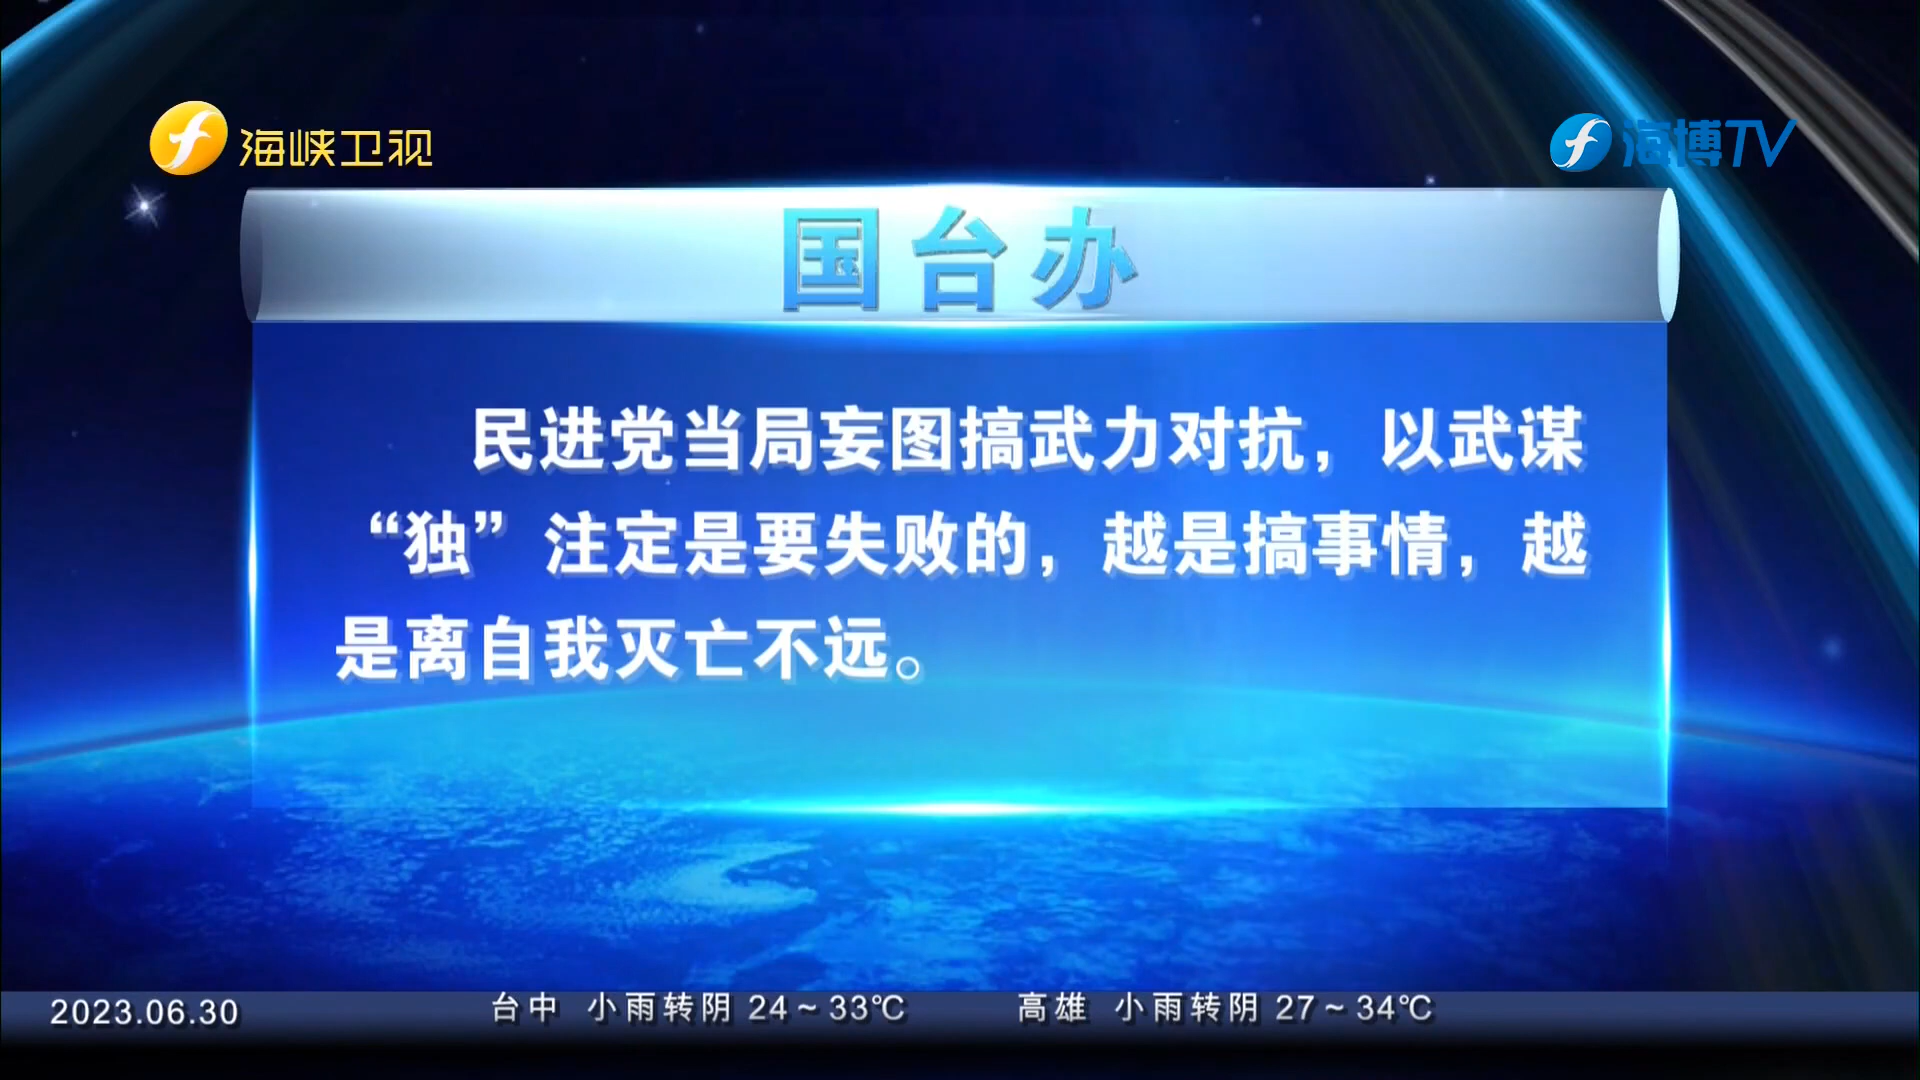 海峡卫视
海博TV
国台办
民进党当局妄图搞武力对抗，以武谋
“独”注定是要失败的，越是搞事情，越
是离自我灭亡不远。
2023.06.30 台中 小雨转阴 24～33℃ 高雄 小雨转阴 27～34℃